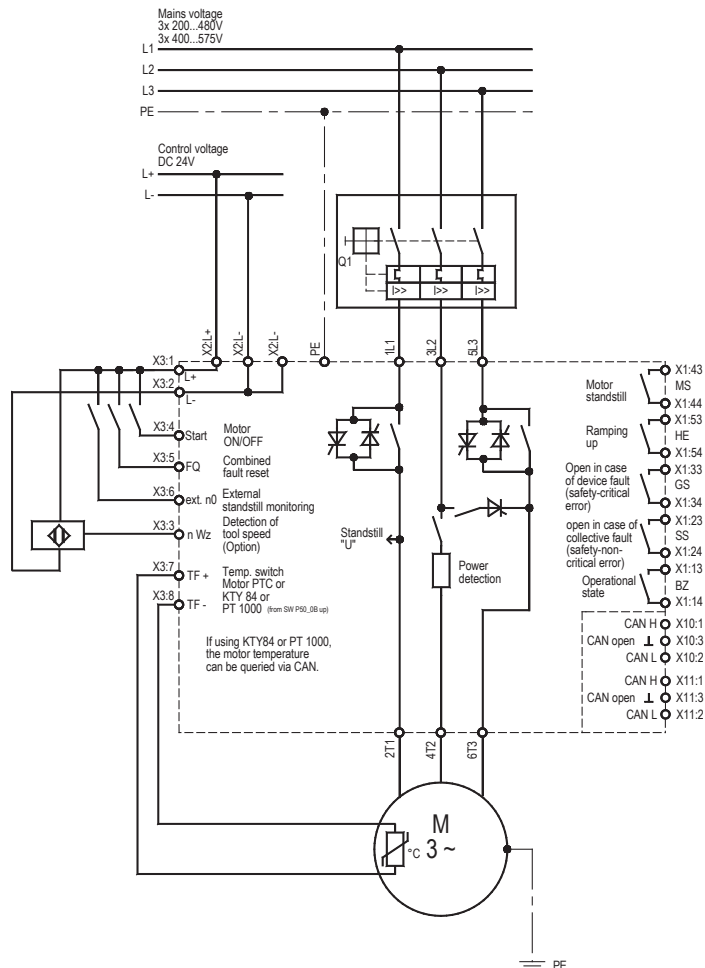 Mains voltage
3x 200...480V
3x 400...575V
L1
L2
L3
PE
Control voltage
DC 24V
L+
L-
Q1
I>> I>> I>>
X2:L+ X2:L- X2:L- PE 1L1 3L2 5L3
X3:1 L+
X3:2 L-
X3:4 Start Motor
ON/OFF
X3:5 FQ Combined
fault reset
X3:6 ext. n0 External
standstill monitoring
X3:3 n Wz Detection of
tool speed
(Option)
X3:7 TF + Temp. switch
Motor PTC or
KTY 84 or
X3:8 TF - PT 1000 (from SW P50_0B up)
If using KTY84 or PT 1000,
the motor temperature
can be queried via CAN.
Standstill
"U"
Power
detection
Motor
standstill
X1:43
MS
X1:44
Ramping
up
X1:53
HE
X1:54
Open in case
of device fault
(safety-critical
error)
X1:33
GS
X1:34
open in case of
collective fault
(safety-non-
critical error)
X1:23
SS
X1:24
Operational
state
X1:13
BZ
X1:14
CAN H X10:1
CAN open X10:3
CAN L X10:2
CAN H X11:1
CAN open X11:3
CAN L X11:2
2T1 4T2 6T3
M
3 ~
°C
PE